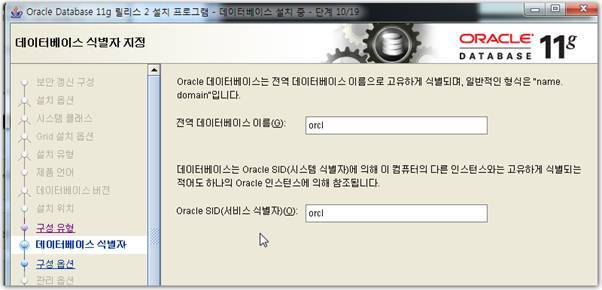 Oracle Database 11g 릴리스 2 설치 프로그램 - 데이터베이스 설치 중 - 단계 10/19
데이터베이스 식별자 지정
ORACLE
DATABASE
11g
보안 갱신 구성
설치 옵션
시스템 클래스
Grid 설치 옵션
설치 유형
제품 언어
데이터베이스 버전
설치 위치
구성 유형
데이터베이스 식별자
구성 옵션
관리 옵션
Oracle 데이터베이스는 전역 데이터베이스 이름으로 고유하게 식별되며, 일반적인 형식은 "name.
domain"입니다.
전역 데이터베이스 이름(G): orcl
데이터베이스는 Oracle SID(시스템 식별자)에 의해 이 컴퓨터의 다른 인스턴스와는 고유하게 식별되는
적어도 하나의 Oracle 인스턴스에 의해 참조됩니다.
Oracle SID(서비스 식별자)(O): orcl